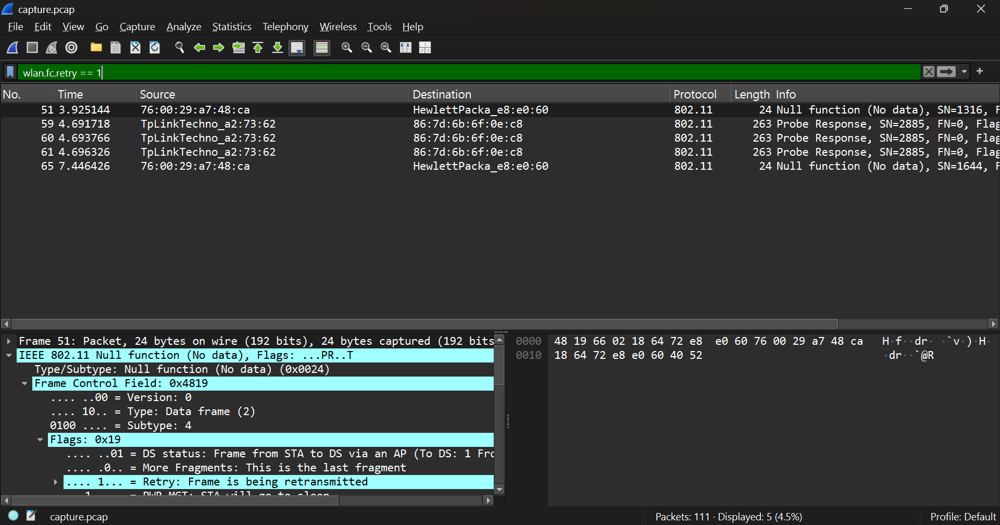 capture.pcap
File Edit View Go Capture Analyze Statistics Telephony Wireless Tools Help
wlan.fc.retry == 1
No. Time Source Destination Protocol Length Info
51 3.925144 76:00:29:a7:48:ca HewlettPacka_e8:e0:60 802.11 24 Null function (No data), SN=1316, F
59 4.691718 TpLinkTechno_a2:73:62 86:7d:6b:6f:0e:c8 802.11 263 Probe Response, SN=2885, FN=0, Flag
60 4.693766 TpLinkTechno_a2:73:62 86:7d:6b:6f:0e:c8 802.11 263 Probe Response, SN=2885, FN=0, Flag
61 4.696326 TpLinkTechno_a2:73:62 86:7d:6b:6f:0e:c8 802.11 263 Probe Response, SN=2885, FN=0, Flag
65 7.446426 76:00:29:a7:48:ca HewlettPacka_e8:e0:60 802.11 24 Null function (No data), SN=1644, F
Frame 51: Packet, 24 bytes on wire (192 bits), 24 bytes captured (192 bits
IEEE 802.11 Null function (No data), Flags: ...PR..T
Type/Subtype: Null function (No data) (0x0024)
Frame Control Field: 0x4819
.... ..00 = Version: 0
.... 10.. = Type: Data frame (2)
0100 .... = Subtype: 4
Flags: 0x19
.... ..01 = DS status: Frame from STA to DS via an AP (To DS: 1 Fro
.... .0.. = More Fragments: This is the last fragment
.... 1... = Retry: Frame is being retransmitted
...1 .... = PWR MGT: STA will go to sleep
0000 48 19 66 02 18 64 72 e8 e0 60 76 00 29 a7 48 ca H·f··dr· ·`v·)·H·
0010 18 64 72 e8 e0 60 40 52 ·dr··`@R
capture.pcap
Packets: 111 · Displayed: 5 (4.5%)
Profile: Default